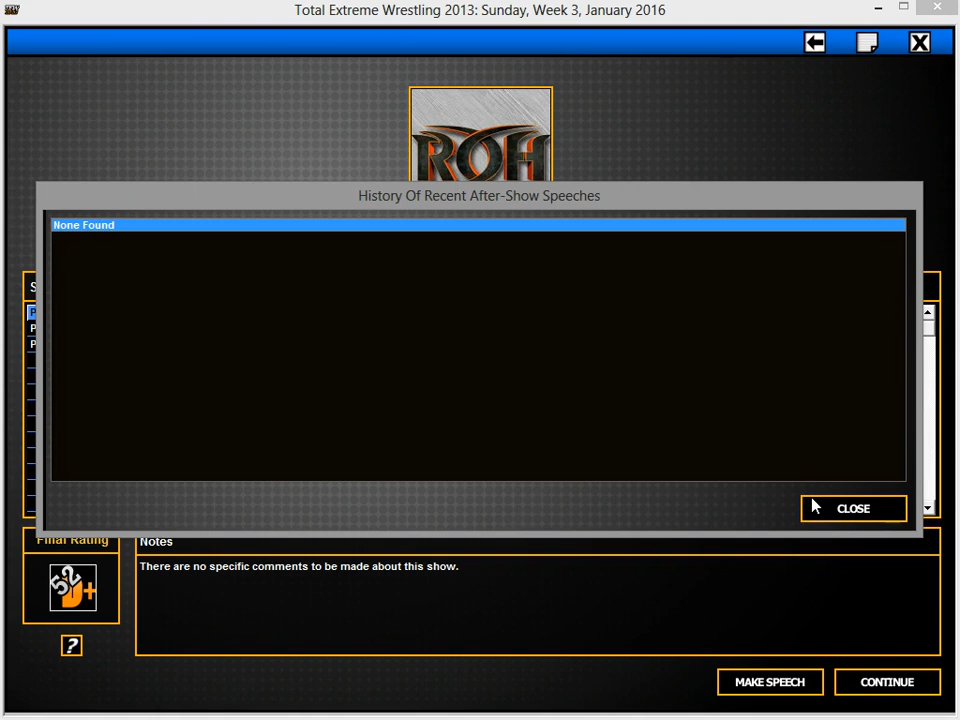 Total Extreme Wrestling 2013: Sunday, Week 3, January 2016
ROH
History Of Recent After-Show Speeches
None Found
S
P
P
P
CLOSE
Final Rating
Notes
52
D+
There are no specific comments to be made about this show.
?
MAKE SPEECH
CONTINUE